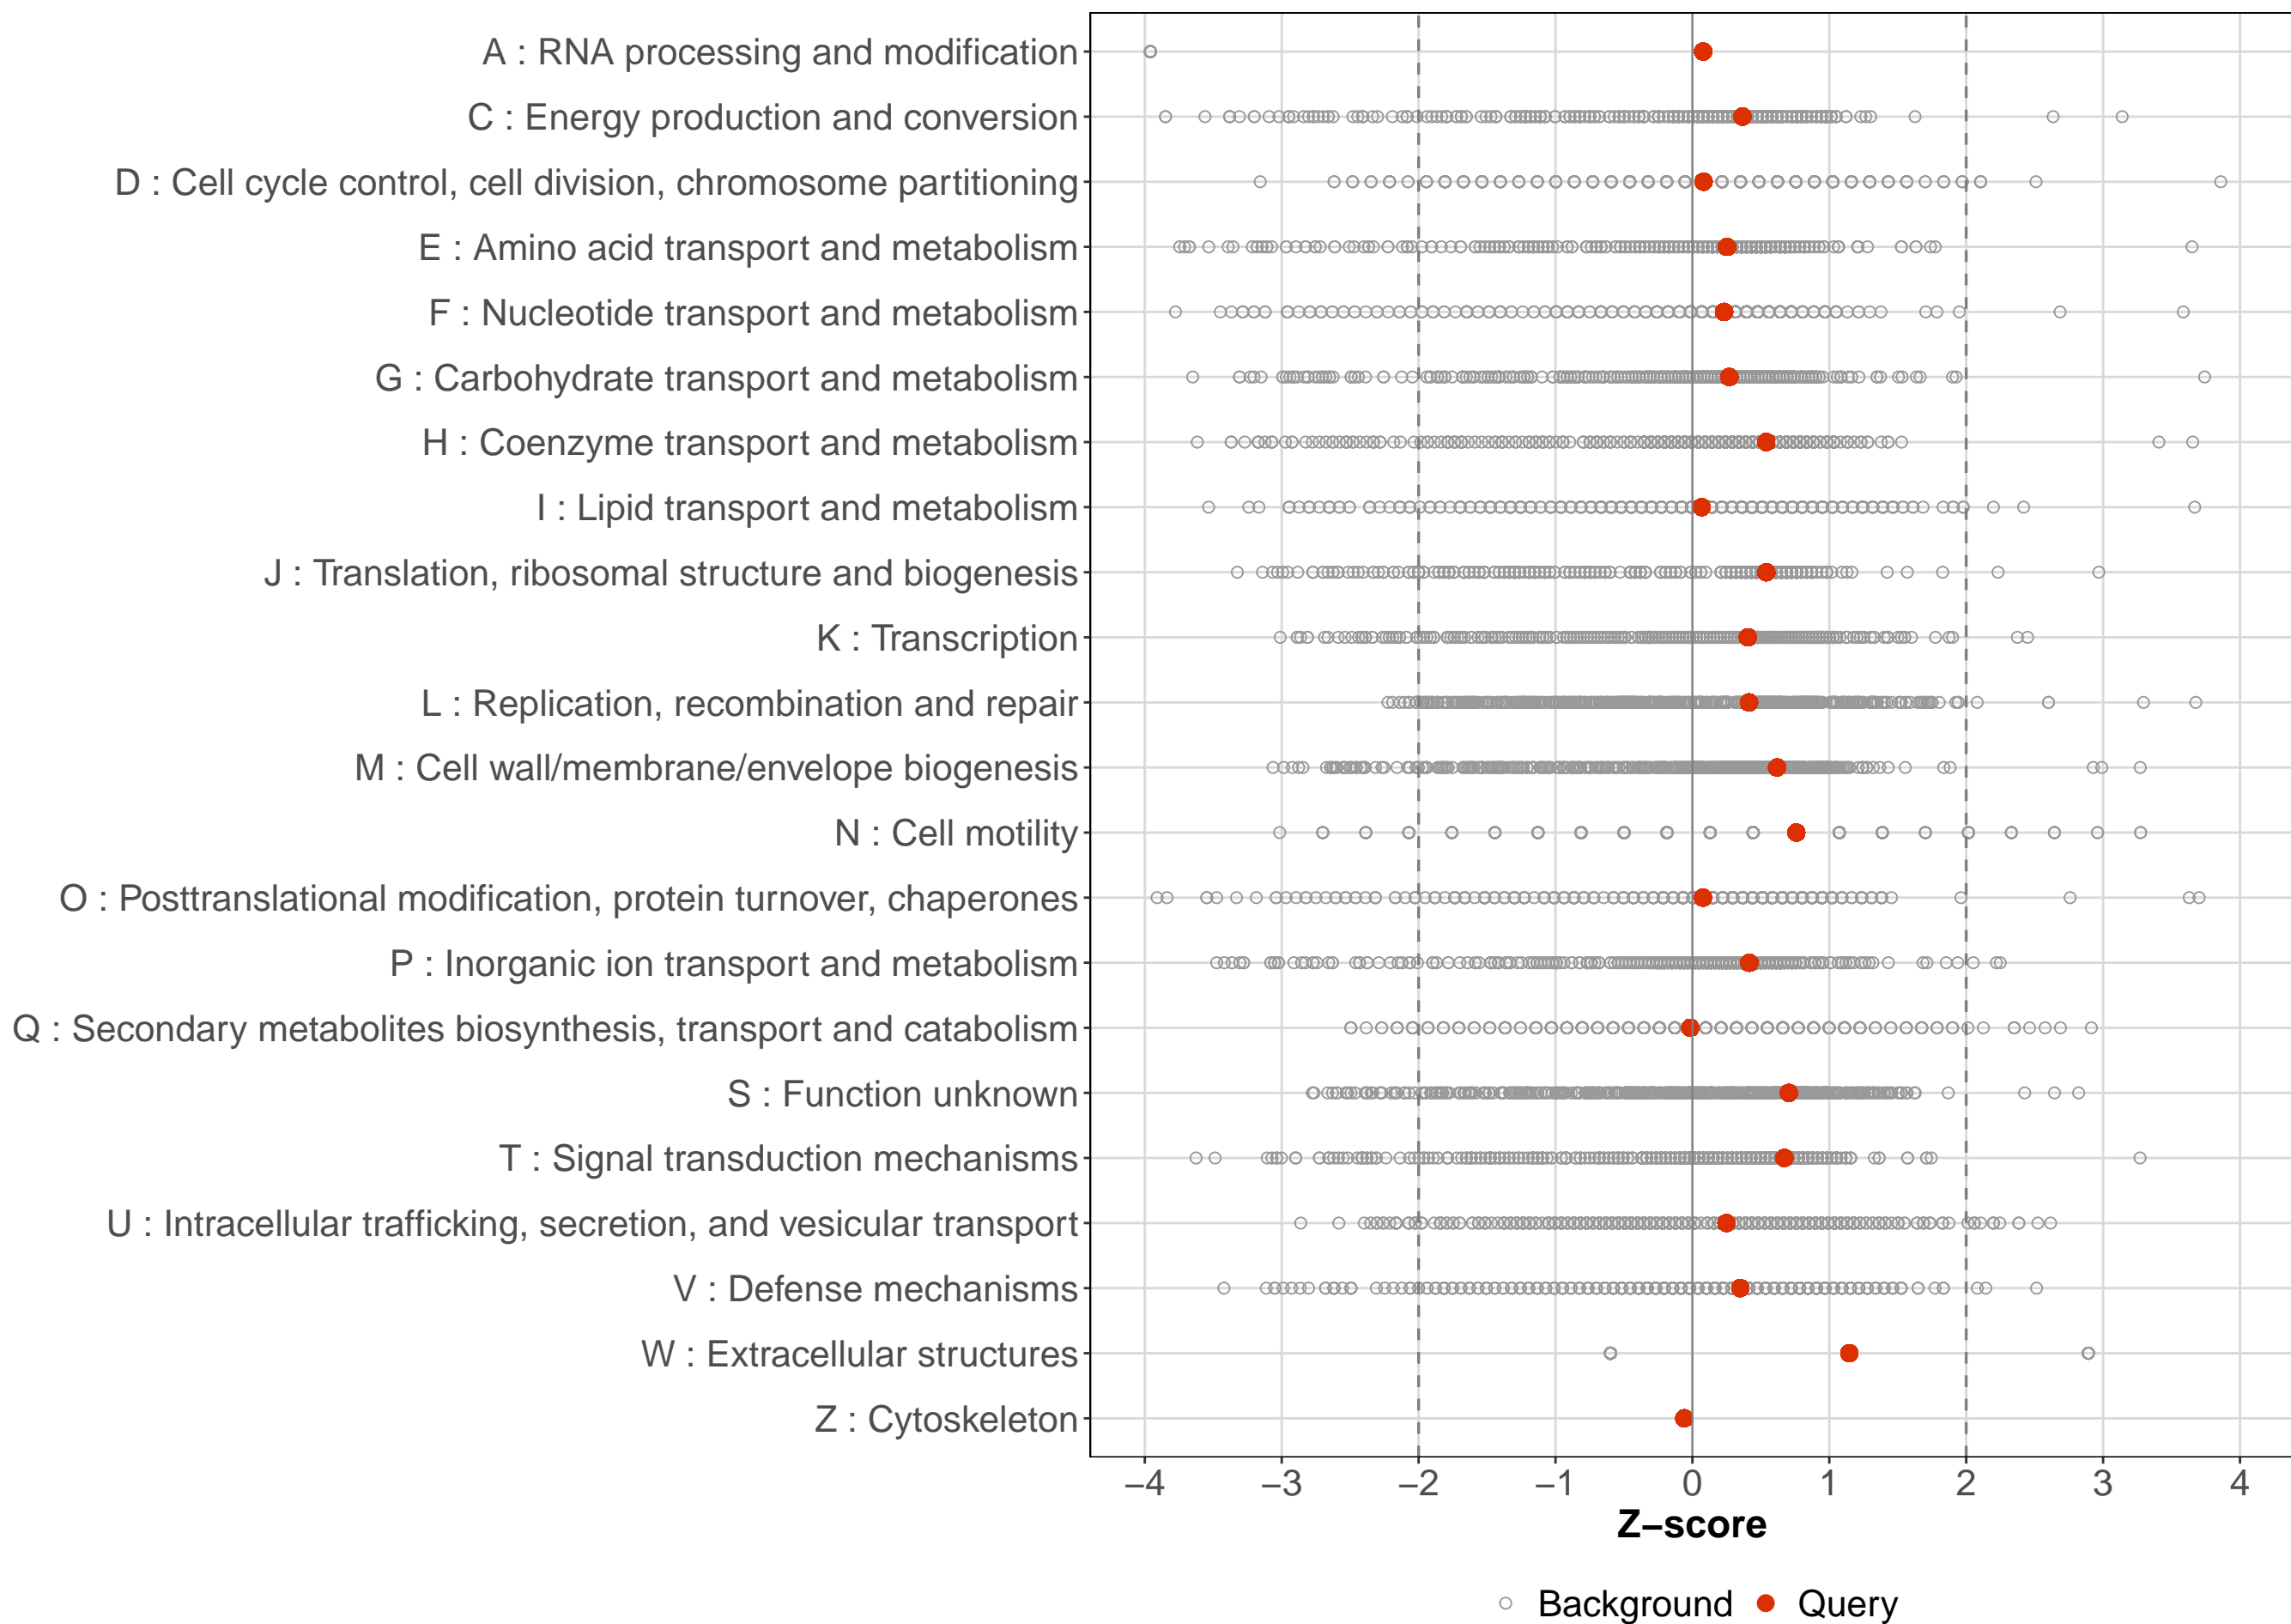 A : RNA processing and modification
C : Energy production and conversion
D : Cell cycle control, cell division, chromosome partitioning
E : Amino acid transport and metabolism
F : Nucleotide transport and metabolism
G : Carbohydrate transport and metabolism
H : Coenzyme transport and metabolism
I : Lipid transport and metabolism
J : Translation, ribosomal structure and biogenesis
K : Transcription
L : Replication, recombination and repair
M : Cell wall/membrane/envelope biogenesis
N : Cell motility
O : Posttranslational modification, protein turnover, chaperones
P : Inorganic ion transport and metabolism
Q : Secondary metabolites biosynthesis, transport and catabolism
S : Function unknown
T : Signal transduction mechanisms
U : Intracellular trafficking, secretion, and vesicular transport
V : Defense mechanisms
W : Extracellular structures
Z : Cytoskeleton
−4 −3 −2 −1 0 1 2 3 4
Z−score
Background Query